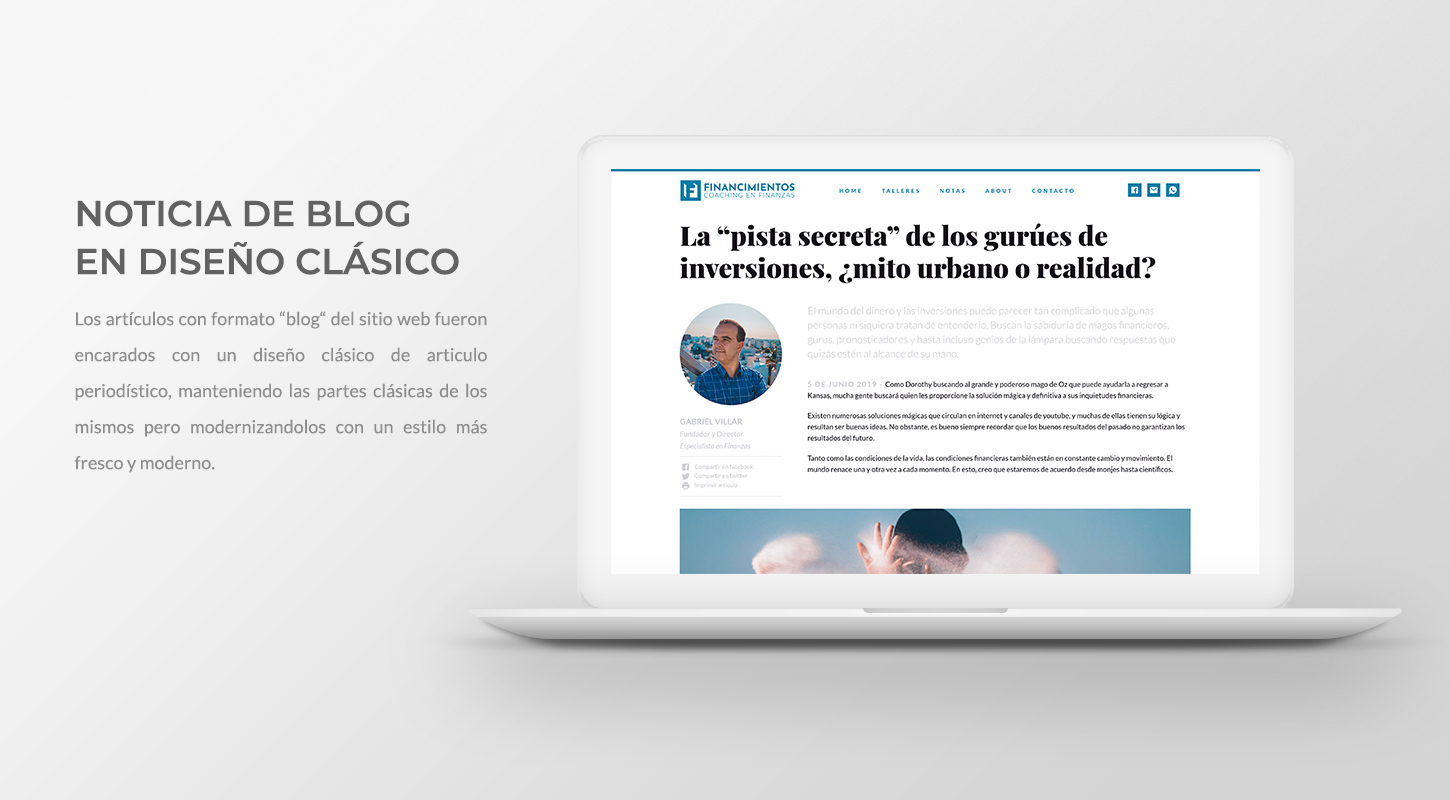 NOTICIA DE BLOG
EN DISEÑO CLÁSICO
Los artículos con formato “blog“ del sitio web fueron
encarados con un diseño clásico de articulo
periodístico, manteniendo las partes clásicas de los
mismos pero modernizandolos con un estilo más
fresco y moderno.
FINANCIMIENTOS
COACHING EN FINANZAS
HOME TALLERES NOTAS ABOUT CONTACTO
La “pista secreta” de los gurúes de
inversiones, ¿mito urbano o realidad?
El mundo del dinero y las inversiones puede parecer tan complicado que algunas
personas ni siquiera tratan de entenderlo. Buscan la sabiduría de magos financieros,
gurus, pronosticadores y hasta incluso genios de la lámpara buscando respuestas que
quizás estén al alcance de su mano.
GABRIEL VILLAR
Fundador y Director
Especialista en Finanzas
Compartir en facebook
Compartir en twitter
Imprimir artículo
5 DE JUNIO 2019 - Como Dorothy buscando al grande y poderoso mago de Oz que puede ayudarla a regresar a
Kansas, mucha gente buscará quien les proporcione la solución mágica y definitiva a sus inquietudes financieras.
Existen numerosas soluciones mágicas que circulan en internet y canales de youtube, y muchas de ellas tienen su lógica y
resultan ser buenas ideas. No obstante, es bueno siempre recordar que los buenos resultados del pasado no garantizan los
resultados del futuro.
Tanto como las condiciones de la vida, las condiciones financieras también están en constante cambio y movimiento. El
mundo renace una y otra vez a cada momento. En esto, creo que estaremos de acuerdo desde monjes hasta científicos.